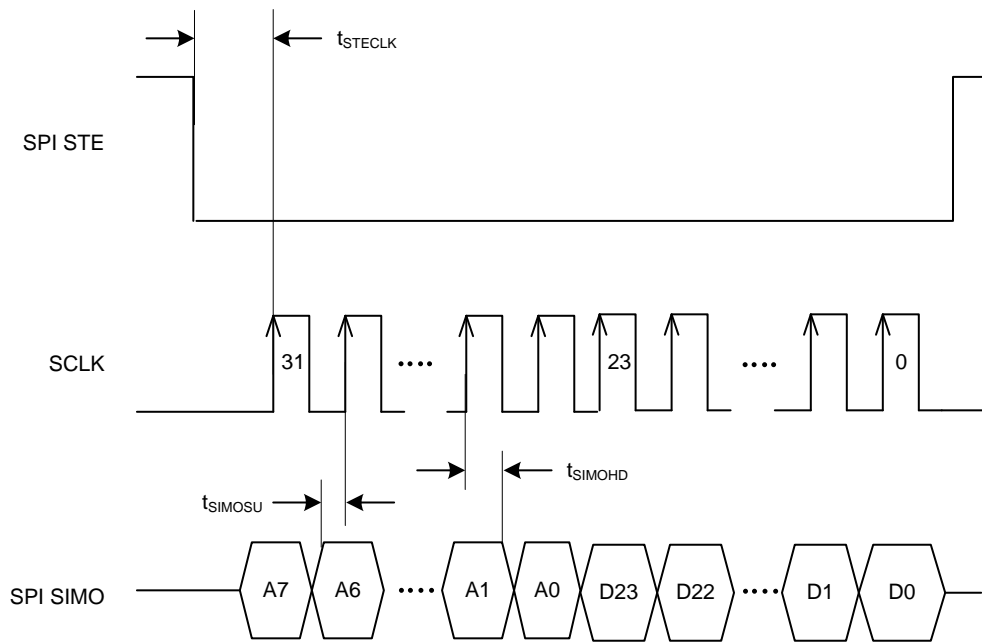 tSTECLK
SPI STE
SCLK
31
....
23
....
0
tSIMOSU
tSIMOHD
SPI SIMO
A7
A6
....
A1
A0
D23
D22
....
D1
D0